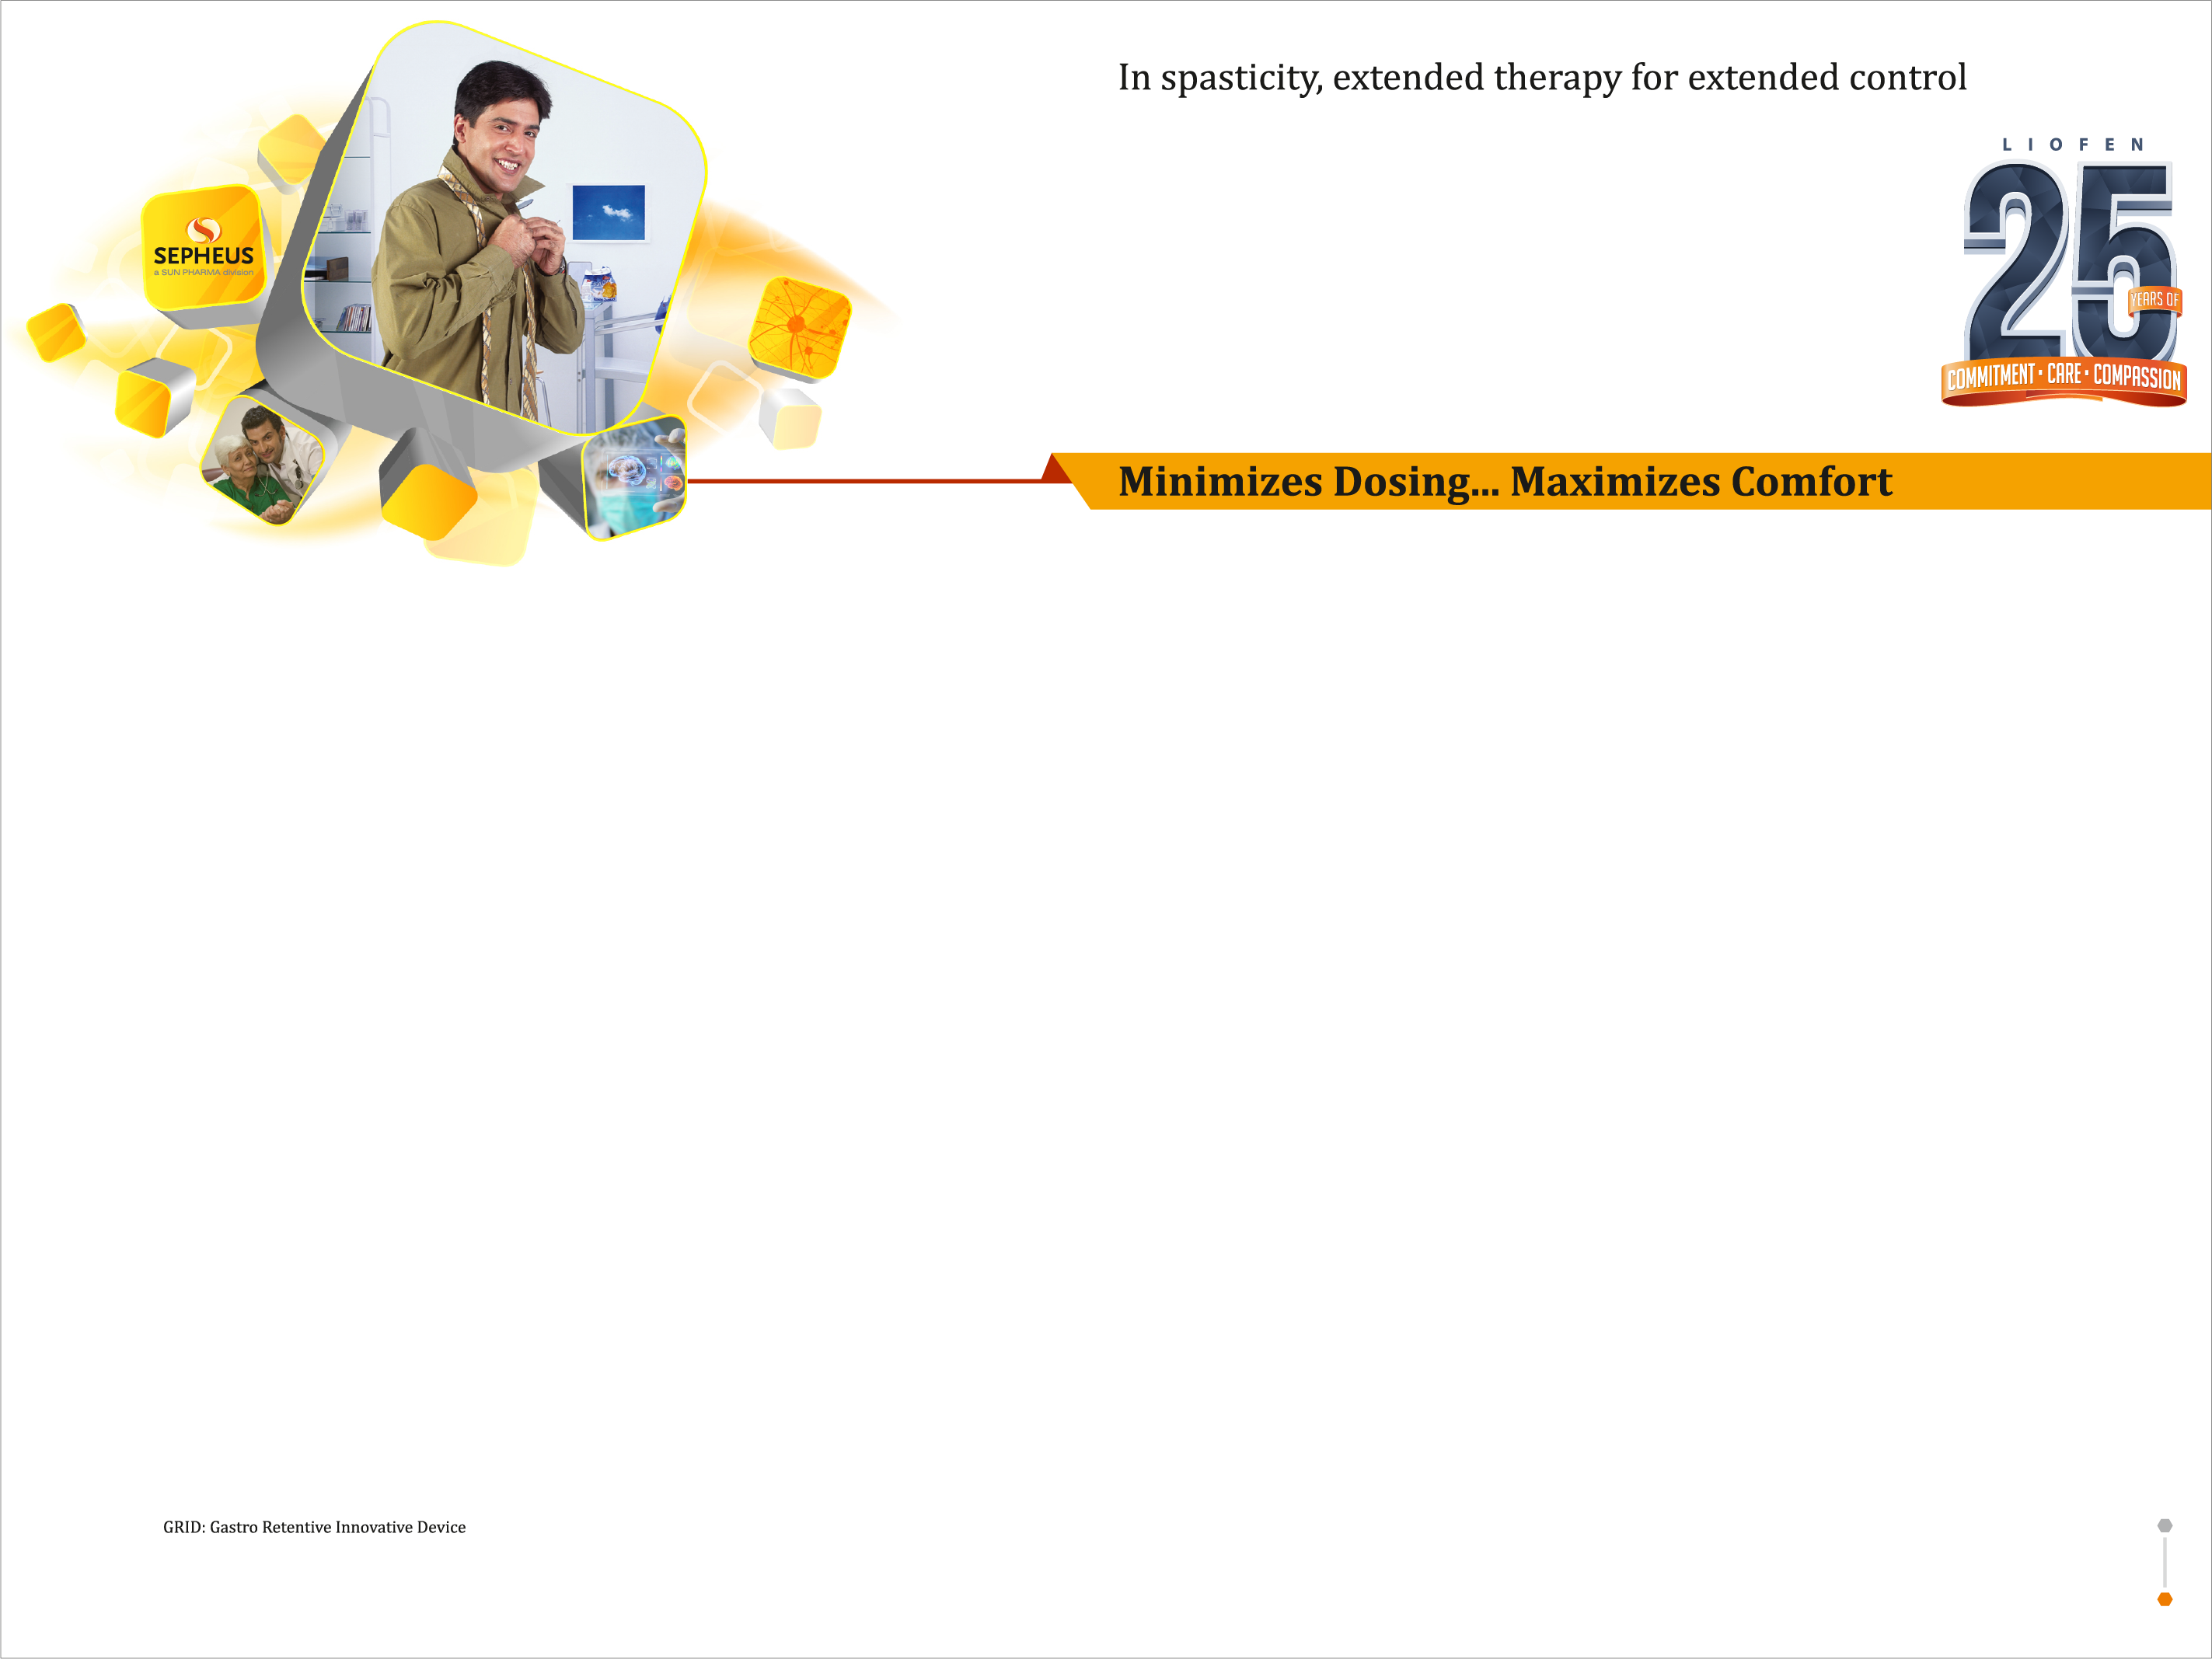 In spasticity, extended therapy for extended control
LIOFEN
25
YEARS OF
COMMITMENT · CARE · COMPASSION
SEPHEUS
a SUN PHARMA division
Minimizes Dosing... Maximizes Comfort
GRID: Gastro Retentive Innovative Device